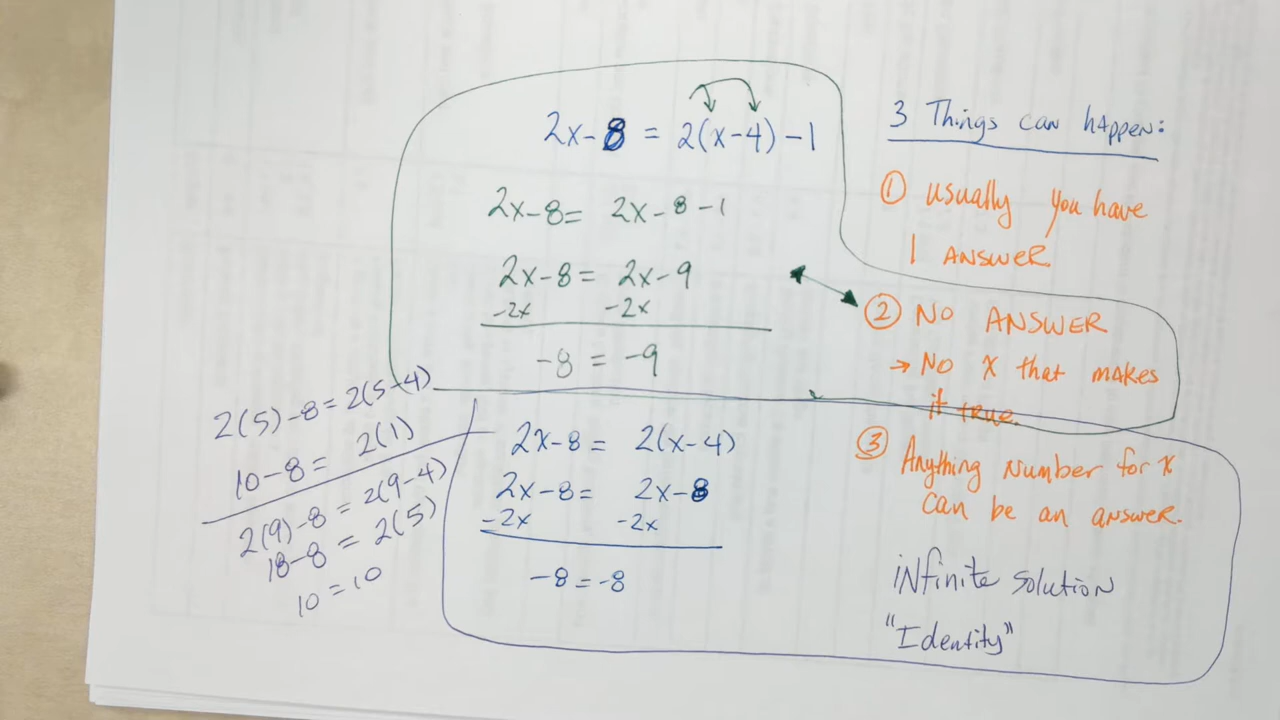 2x-8 = 2(x-4)-1
2x-8= 2x-8-1
2x-8= 2x-9
-2x -2x
-8 = -9
3 Things can happen:
① usually you have
1 ANSWER
② NO ANSWER
→ NO X that makes
it true.
③ Anything number for x
can be an answer.
infinite solution
"Identity"
2(5)-8=2(5-4)
10-8= 2(1)
2(9)-8 = 2(9-4)
18-8 = 2(5)
10=10
2x-8= 2(x-4)
2x-8= 2x-8
-2x -2x
-8=-8